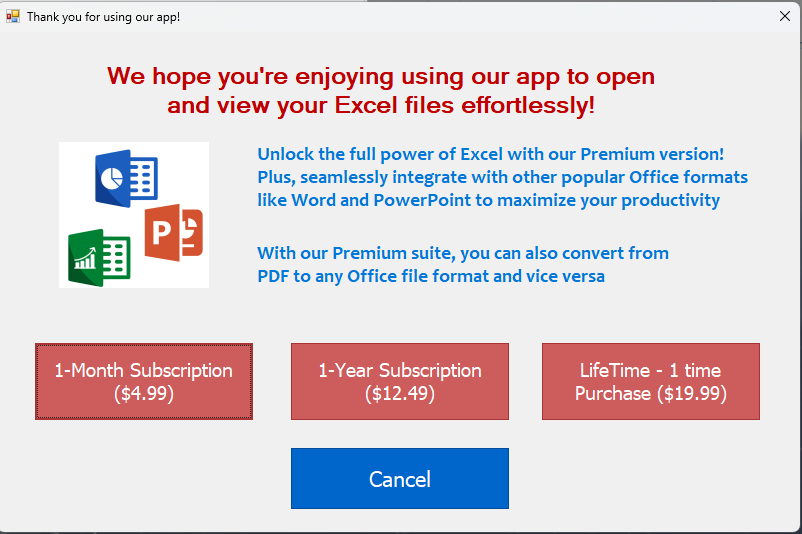 Thank you for using our app!
We hope you're enjoying using our app to open
and view your Excel files effortlessly!
Unlock the full power of Excel with our Premium version!
Plus, seamlessly integrate with other popular Office formats
like Word and PowerPoint to maximize your productivity
P
With our Premium suite, you can also convert from
PDF to any Office file format and vice versa
1-Month Subscription
($4.99)
1-Year Subscription
($12.49)
LifeTime - 1 time
Purchase ($19.99)
Cancel